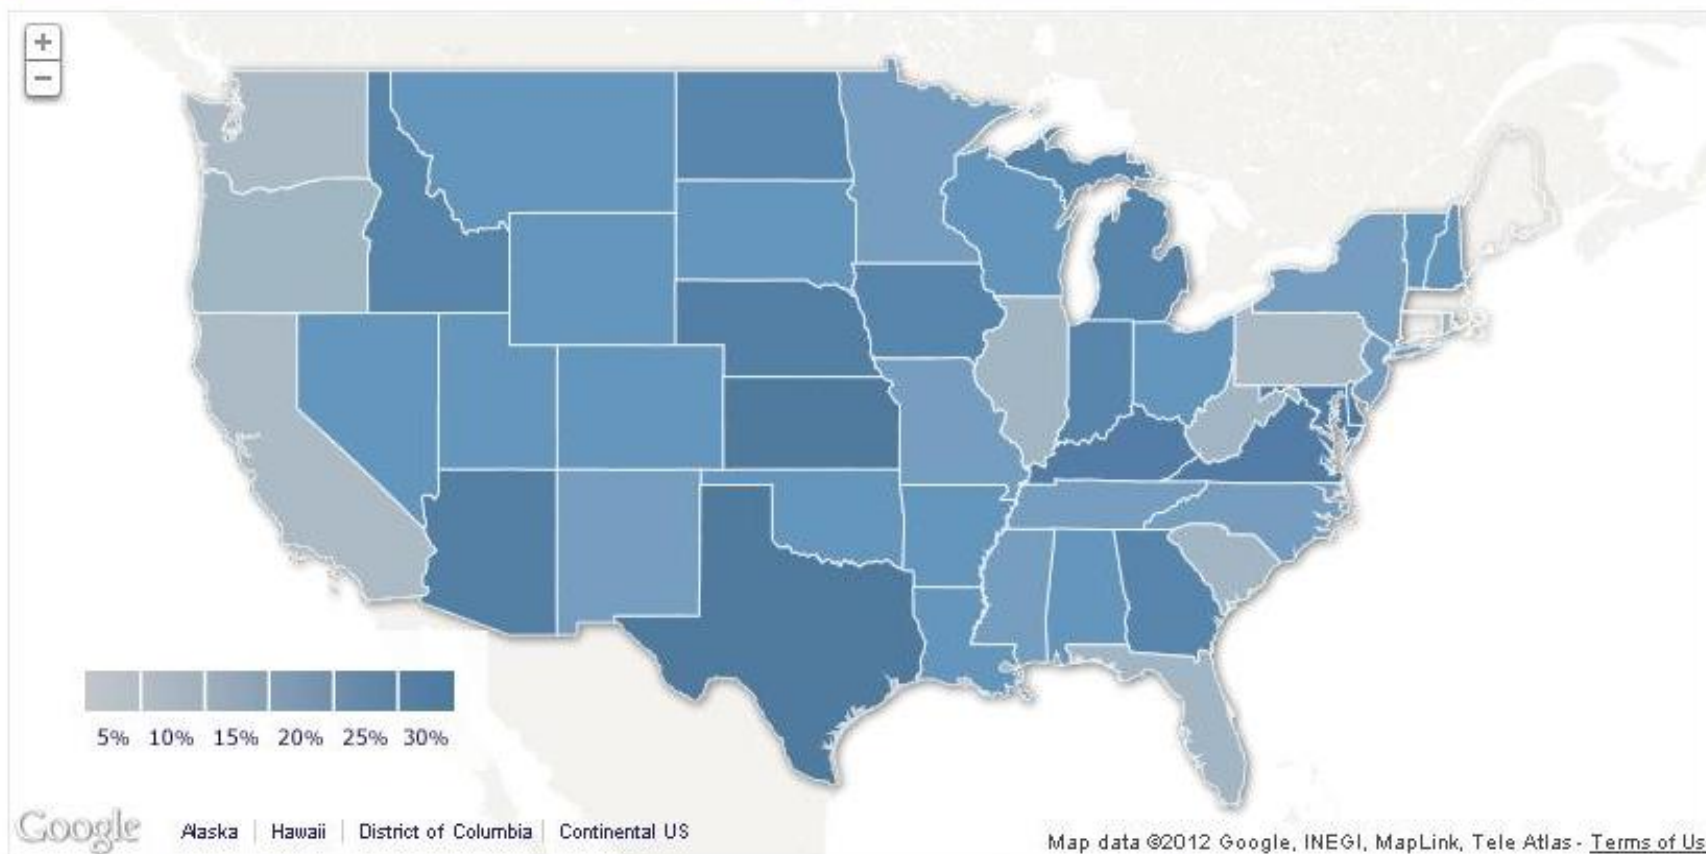 +
−
5% 10% 15% 20% 25% 30%
Google Alaska Hawaii District of Columbia Continental US
Map data ©2012 Google, INEGI, MapLink, Tele Atlas - Terms of Us